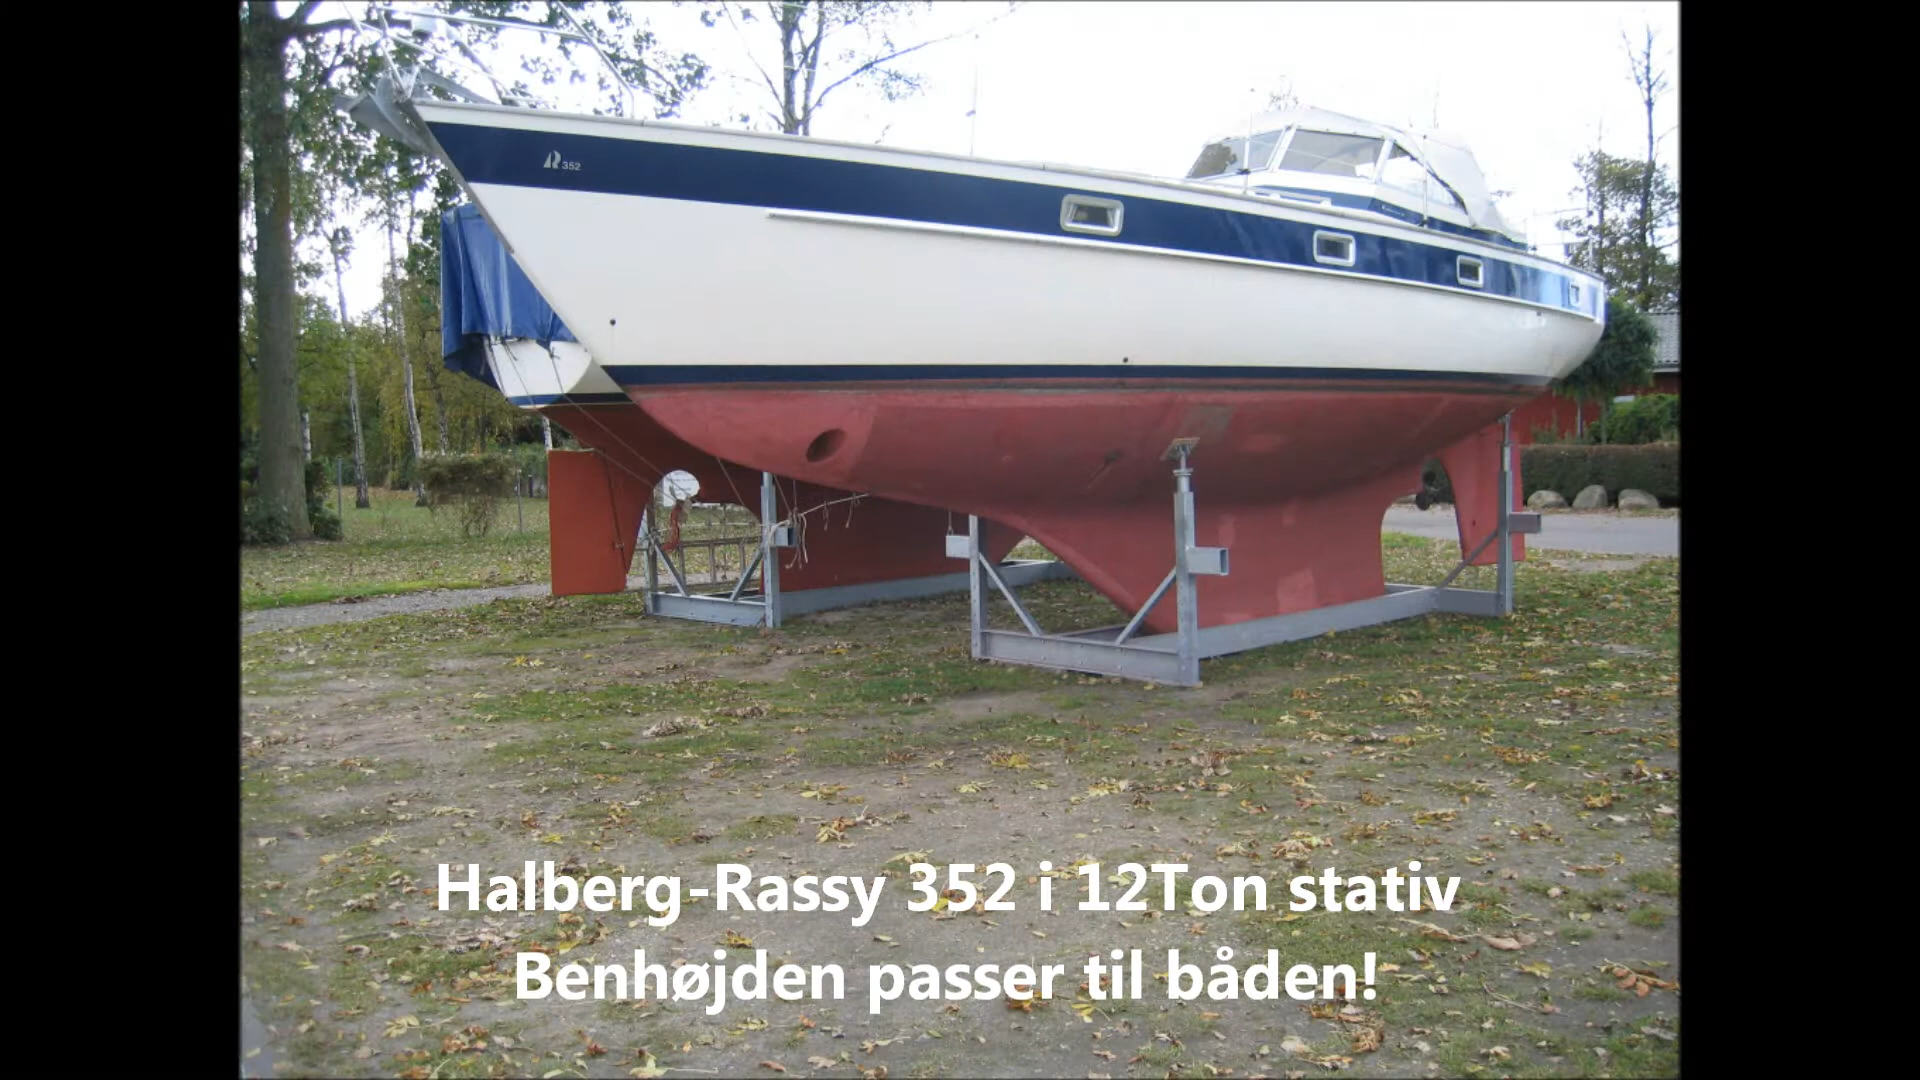 R 352
Halberg-Rassy 352 i 12Ton stativ
Benhøjden passer til båden!